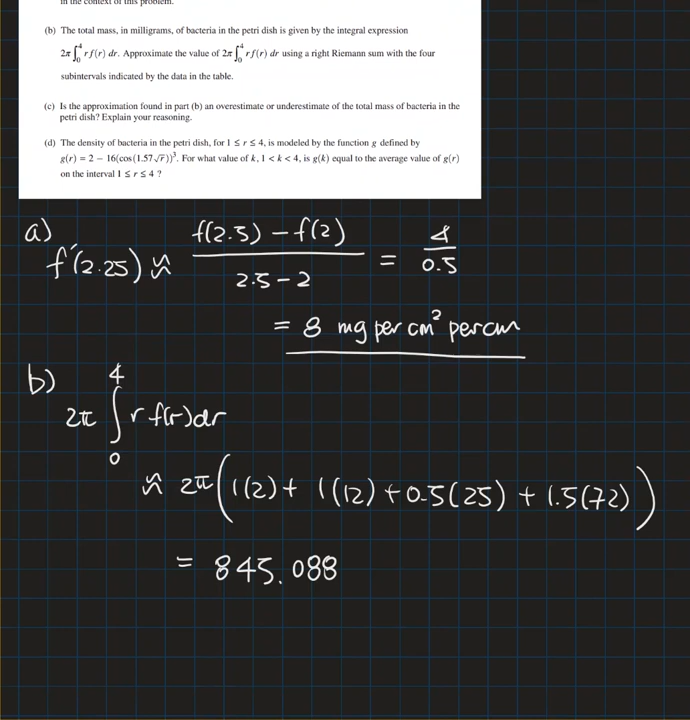 in the context of this problem.
(b) The total mass, in milligrams, of bacteria in the petri dish is given by the integral expression
2π ∫₀⁴ r f(r) dr. Approximate the value of 2π ∫₀⁴ r f(r) dr using a right Riemann sum with the four
subintervals indicated by the data in the table.
(c) Is the approximation found in part (b) an overestimate or underestimate of the total mass of bacteria in the
petri dish? Explain your reasoning.
(d) The density of bacteria in the petri dish, for 1 ≤ r ≤ 4, is modeled by the function g defined by
g(r) = 2 − 16(cos(1.57√r))³. For what value of k, 1 < k < 4, is g(k) equal to the average value of g(r)
on the interval 1 ≤ r ≤ 4 ?
a)
f′(2.25) ≈ (f(2.5) − f(2)) / (2.5 − 2) = 4 / 0.5
= 8 mg per cm² per cm
b)
2π ∫₀⁴ r f(r) dr
≈ 2π (1(2) + 1(12) + 0.5(25) + 1.5(72))
= 845.088